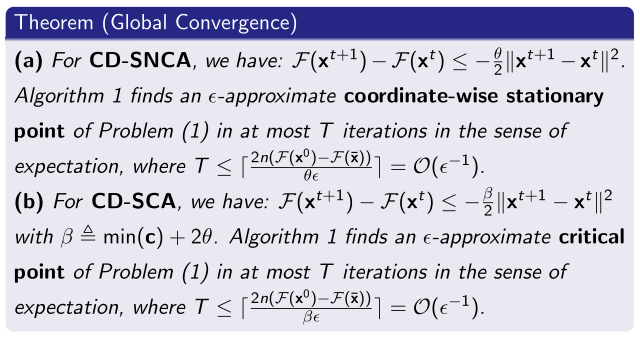 Theorem (Global Convergence)
(a) For CD-SNCA, we have: $\mathcal{F}(\mathbf{x}^{t+1}) - \mathcal{F}(\mathbf{x}^t) \leq -\frac{\theta}{2}\|\mathbf{x}^{t+1} - \mathbf{x}^t\|^2$.
Algorithm 1 finds an $\epsilon$-approximate coordinate-wise stationary
point of Problem (1) in at most $T$ iterations in the sense of
expectation, where $T \leq \lceil \frac{2n(\mathcal{F}(\mathbf{x}^0) - \mathcal{F}(\bar{\mathbf{x}}))}{\theta\epsilon} \rceil = \mathcal{O}(\epsilon^{-1})$.
(b) For CD-SCA, we have: $\mathcal{F}(\mathbf{x}^{t+1}) - \mathcal{F}(\mathbf{x}^t) \leq -\frac{\beta}{2}\|\mathbf{x}^{t+1} - \mathbf{x}^t\|^2$
with $\beta \triangleq \min(\mathbf{c}) + 2\theta$. Algorithm 1 finds an $\epsilon$-approximate critical
point of Problem (1) in at most $T$ iterations in the sense of
expectation, where $T \leq \lceil \frac{2n(\mathcal{F}(\mathbf{x}^0) - \mathcal{F}(\bar{\mathbf{x}}))}{\beta\epsilon} \rceil = \mathcal{O}(\epsilon^{-1})$.